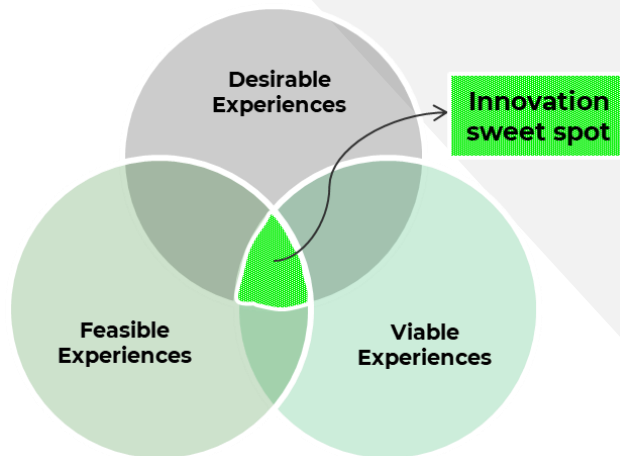 Desirable
Experiences
Innovation
sweet spot
Feasible
Experiences
Viable
Experiences